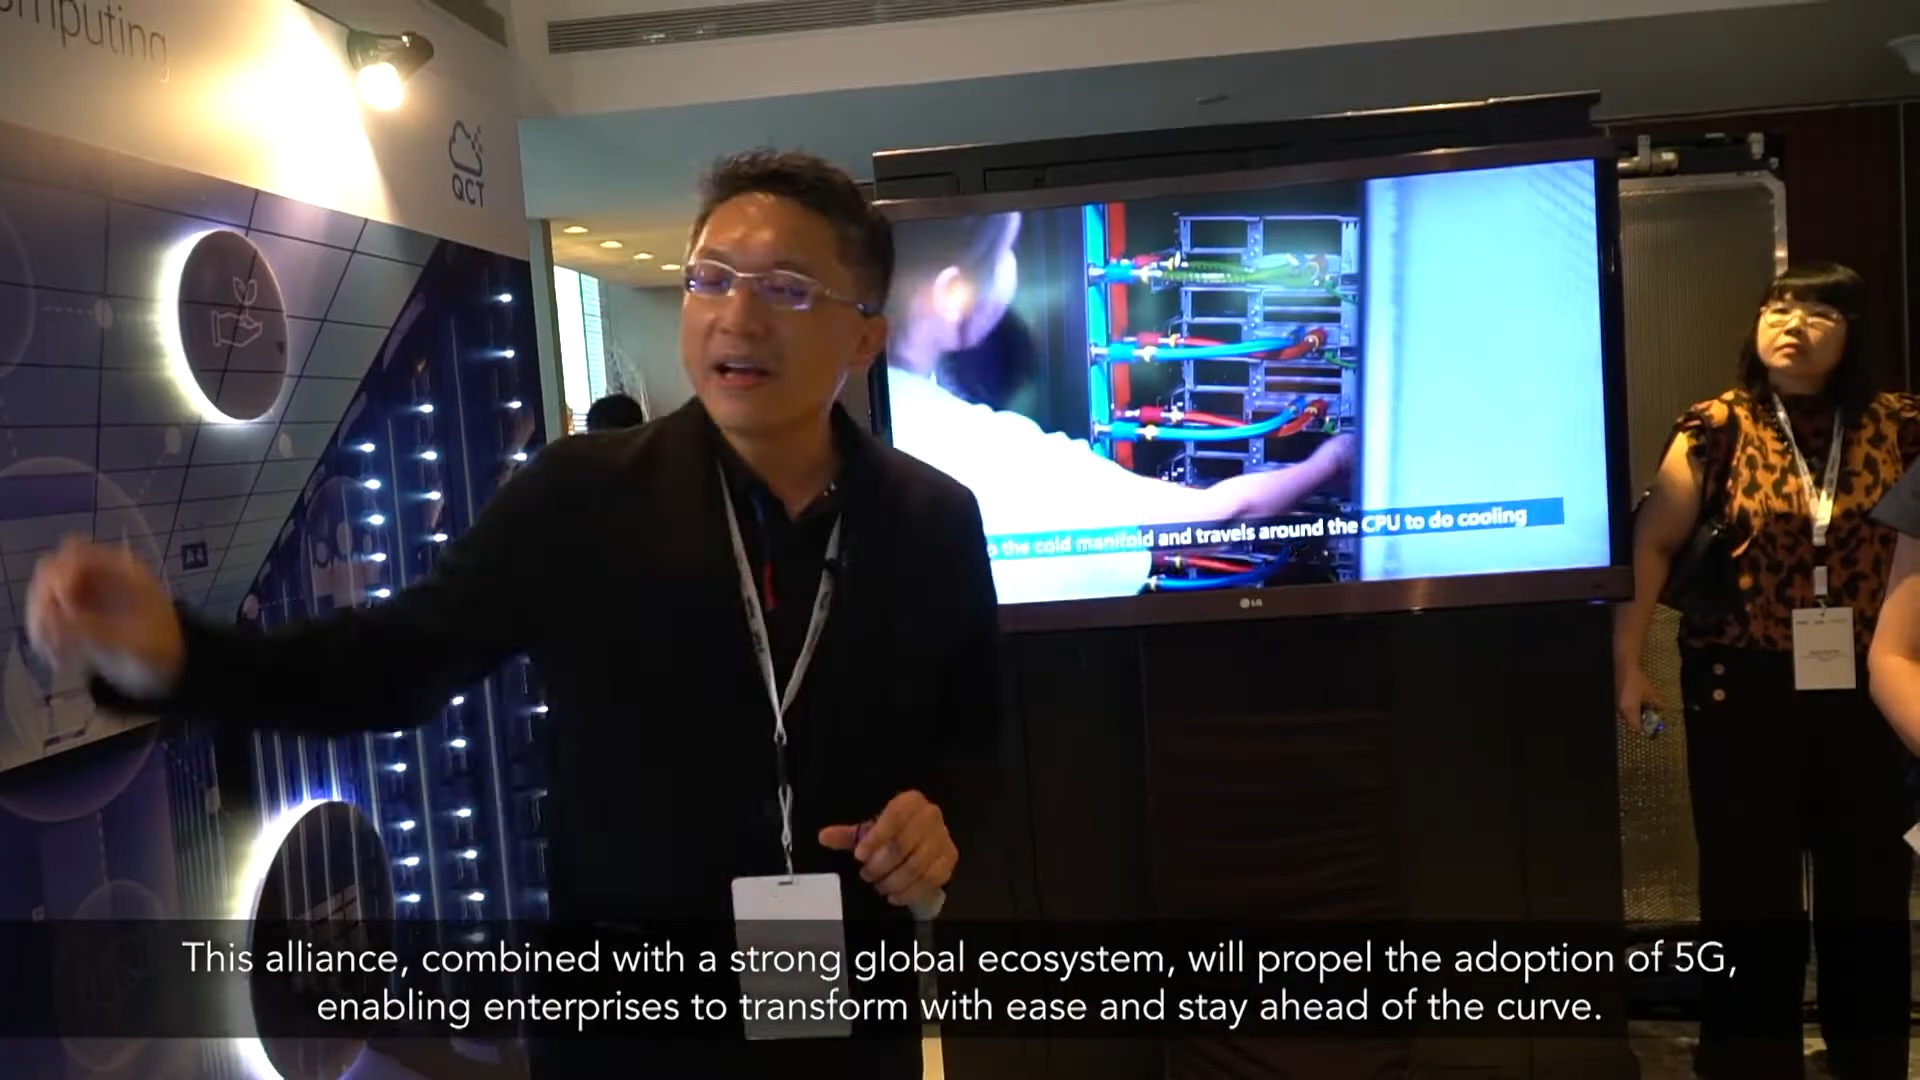 omputing
QCT
A4
the cold manifold and travels around the CPU to do cooling
LG
This alliance, combined with a strong global ecosystem, will propel the adoption of 5G,
enabling enterprises to transform with ease and stay ahead of the curve.